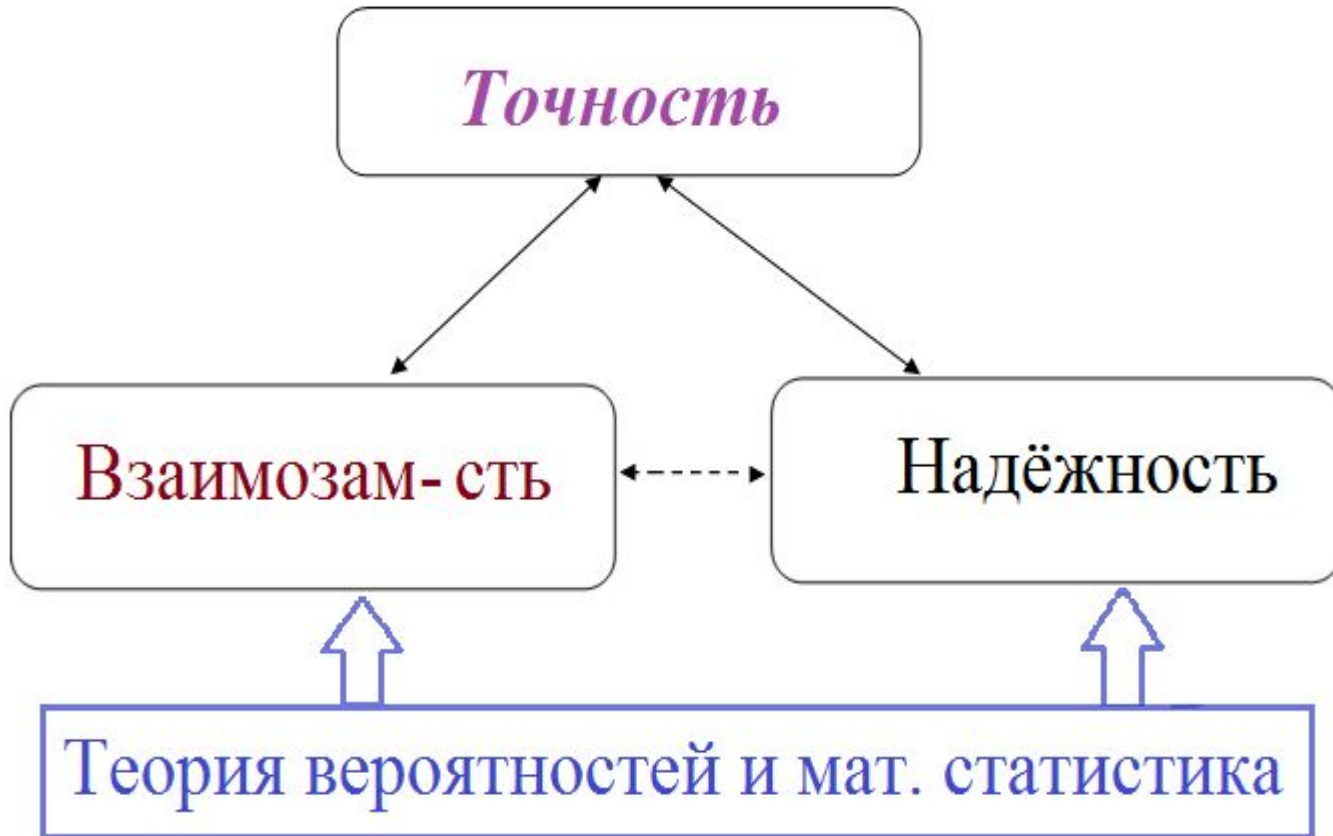 Точность
Взаимозам- сть
Надёжность
Теория вероятностей и мат. статистика